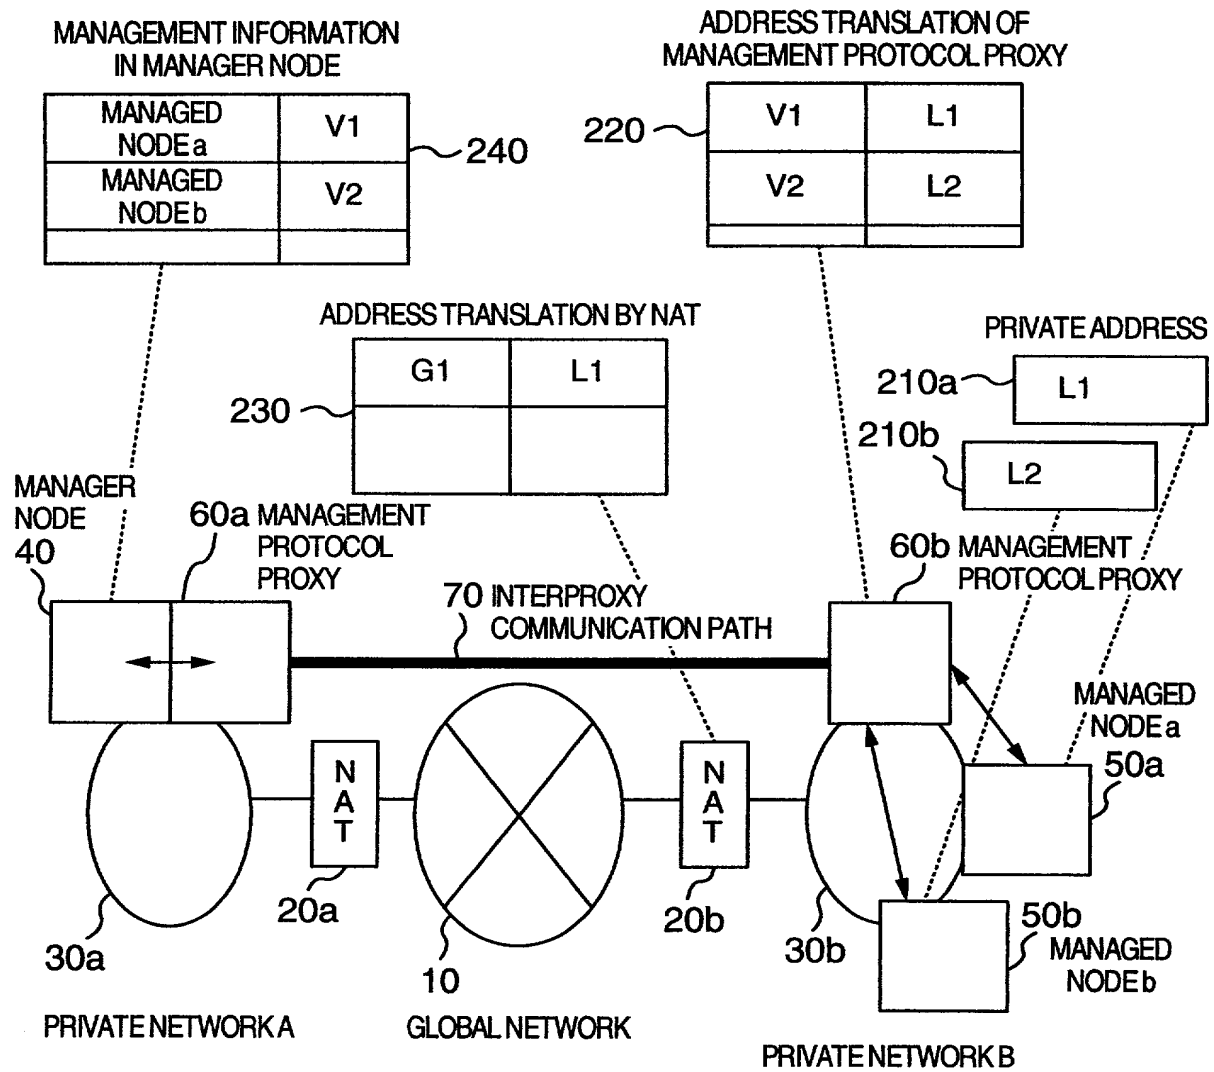 MANAGEMENT INFORMATION
IN MANAGER NODE
MANAGED
NODE a
V1
MANAGED
NODE b
V2
240
ADDRESS TRANSLATION OF
MANAGEMENT PROTOCOL PROXY
220
V1
L1
V2
L2
ADDRESS TRANSLATION BY NAT
G1
L1
230
PRIVATE ADDRESS
210a
L1
210b
L2
MANAGER
NODE
40
60a MANAGEMENT
PROTOCOL
PROXY
70 INTERPROXY
COMMUNICATION PATH
60b MANAGEMENT
PROTOCOL PROXY
MANAGED
NODE a
50a
NAT
20a
NAT
20b
30a
10
30b
50b
MANAGED
NODE b
PRIVATE NETWORK A
GLOBAL NETWORK
PRIVATE NETWORK B